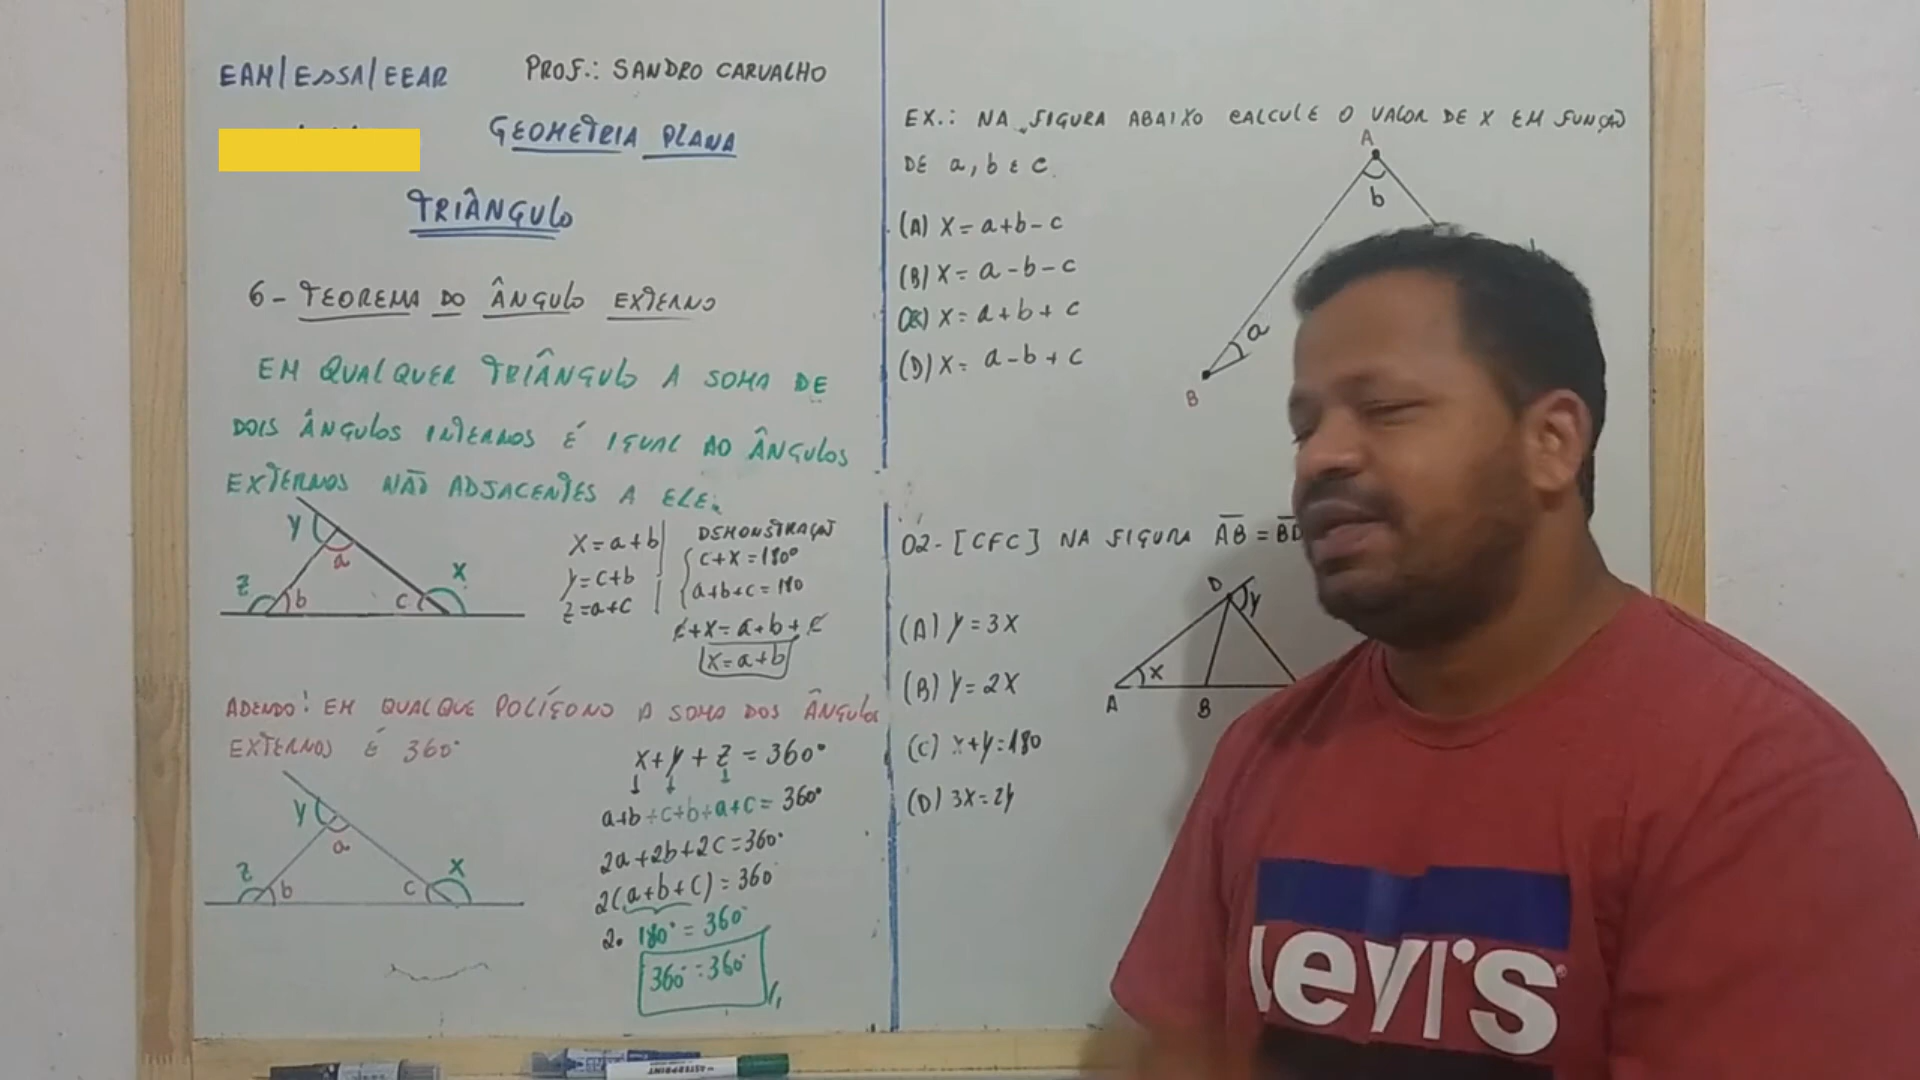 EAM/ESSA/EEAR
PROF.: SANDRO CARVALHO
GEOMETRIA PLANA
TRIÂNGULO
6- TEOREMA DO ÂNGULO EXTERNO
EM QUALQUER TRIÂNGULO A SOMA DE
DOIS ÂNGULOS INTERNOS É IGUAL AO ÂNGULOS
EXTERNOS NÃO ADJACENTES A ELE.
y
a
z
b
c
x
x=a+b
y=c+b
z=a+c
DEMONSTRAÇÃO
c+x=180°
a+b+c=180
c+x=a+b+c
x=a+b
ADENDO: EM QUALQUE POLÍGONO A SOMA DOS ÂNGULOS
EXTERNOS É 360°
y
a
z
b
c
x
x+y+z=360°
a+b+c+b+a+c=360°
2a+2b+2c=360°
2(a+b+c)=360°
2. 180°=360°
360°=360°
EX.: NA FIGURA ABAIXO CALCULE O VALOR DE X EM FUNÇÃO
DE a, b E c.
(A) X=a+b-c
(B) X=a-b-c
X=a+b+c
(D) X=a-b+c
A
b
a
B
02-[CFC] NA FIGURA AB=BD
(A) y=3x
(B) y=2x
(C) x+y=180
(D) 3x=2y
D
y
x
A
B
Levi's